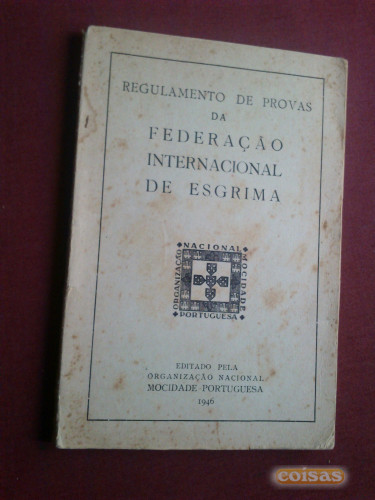 REGULAMENTO DE PROVAS
DA
FEDERAÇÃO
INTERNACIONAL
DE ESGRIMA
ORGANIZAÇÃO
NACIONAL
MOCIDADE
PORTUGUESA
EDITADO PELA
ORGANIZAÇÃO NACIONAL
MOCIDADE PORTUGUESA
1946
coisas